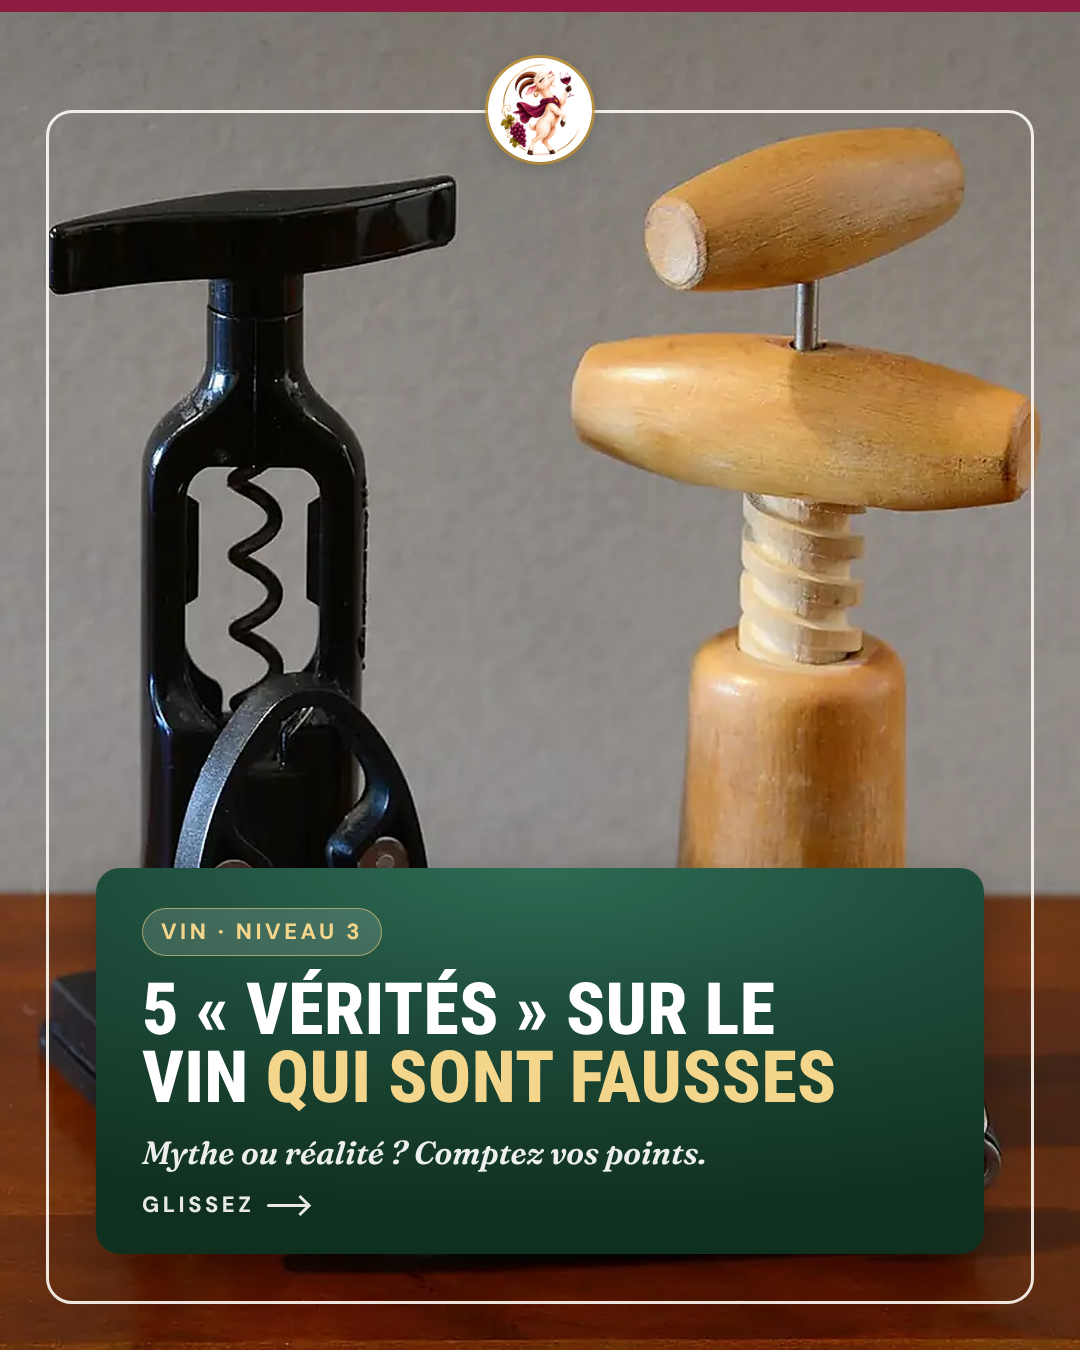 VIN · NIVEAU 3
5 « VÉRITÉS » SUR LE
VIN QUI SONT FAUSSES
Mythe ou réalité ? Comptez vos points.
GLISSEZ